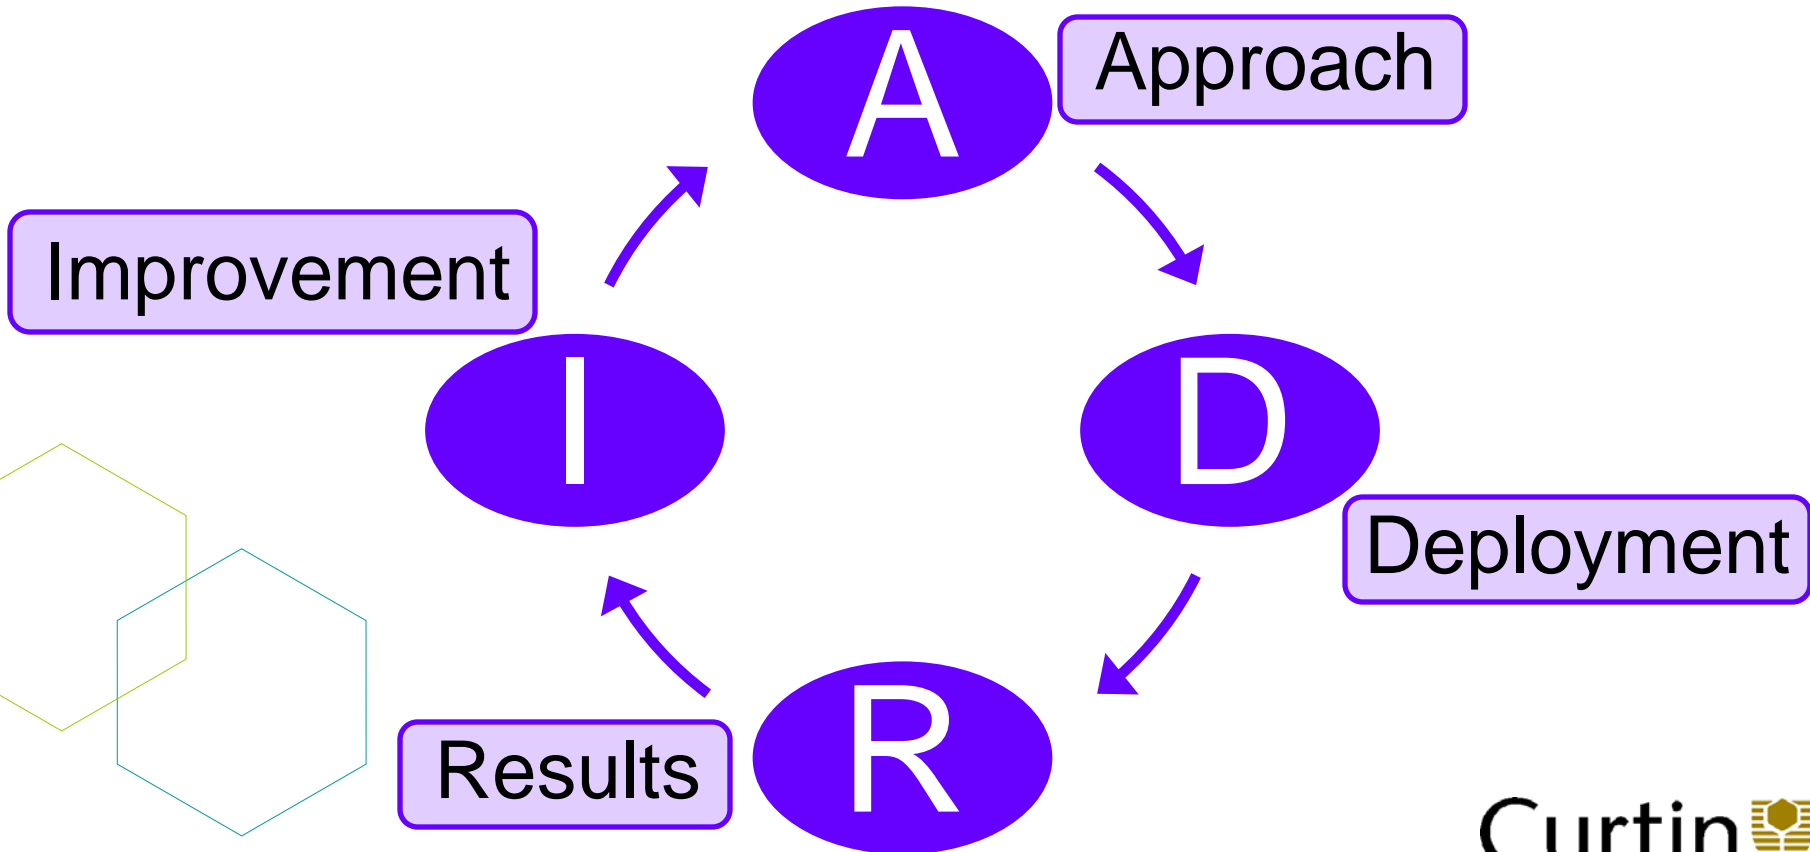 A
Approach
Improvement
I
D
Deployment
R
Results
Curtin